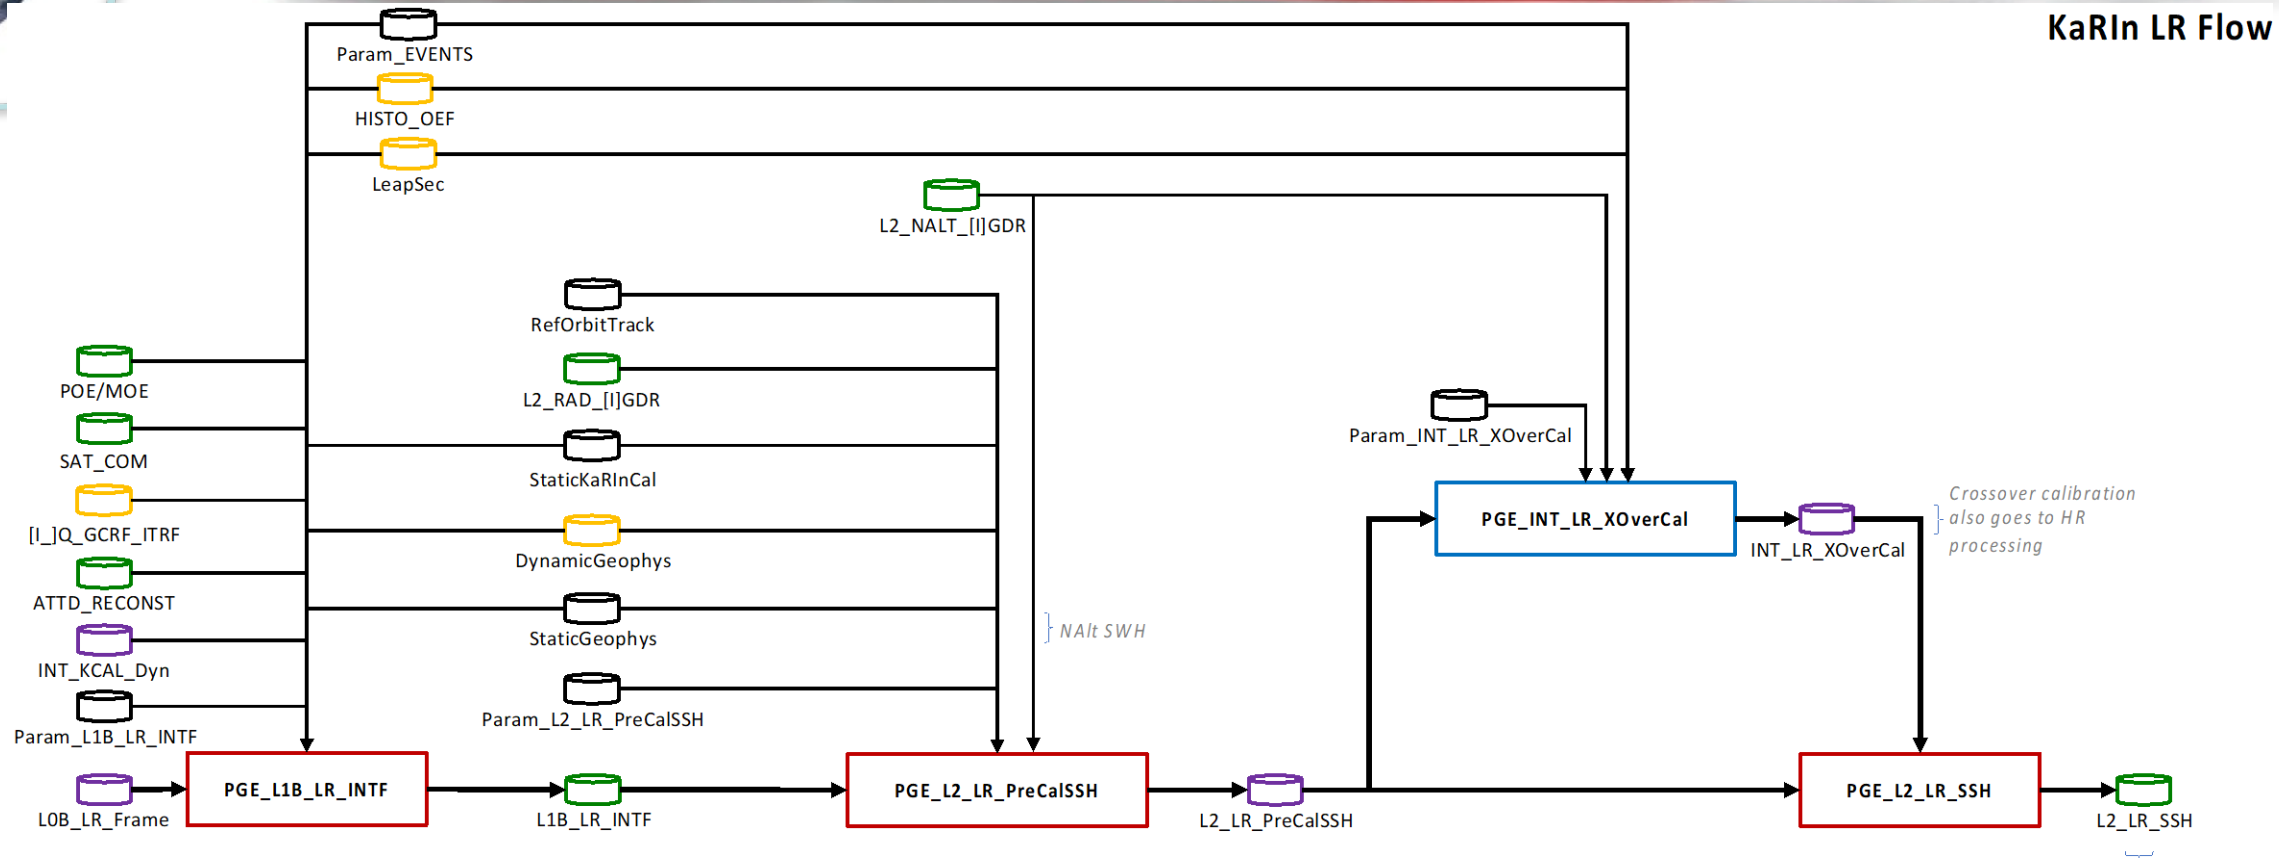 KaRIn LR Flow
Param_EVENTS
HISTO_OEF
LeapSec
L2_NALT_[I]GDR
RefOrbitTrack
POE/MOE
L2_RAD_[I]GDR
Param_INT_LR_XOverCal
SAT_COM
StaticKaRInCal
Crossover calibration
also goes to HR
processing
PGE_INT_LR_XOverCal
INT_LR_XOverCal
[I_]Q_GCRF_ITRF
DynamicGeophys
ATTD_RECONST
StaticGeophys
NAlt SWH
INT_KCAL_Dyn
Param_L2_LR_PreCalSSH
Param_L1B_LR_INTF
PGE_L1B_LR_INTF
PGE_L2_LR_PreCalSSH
PGE_L2_LR_SSH
L0B_LR_Frame
L1B_LR_INTF
L2_LR_PreCalSSH
L2_LR_SSH